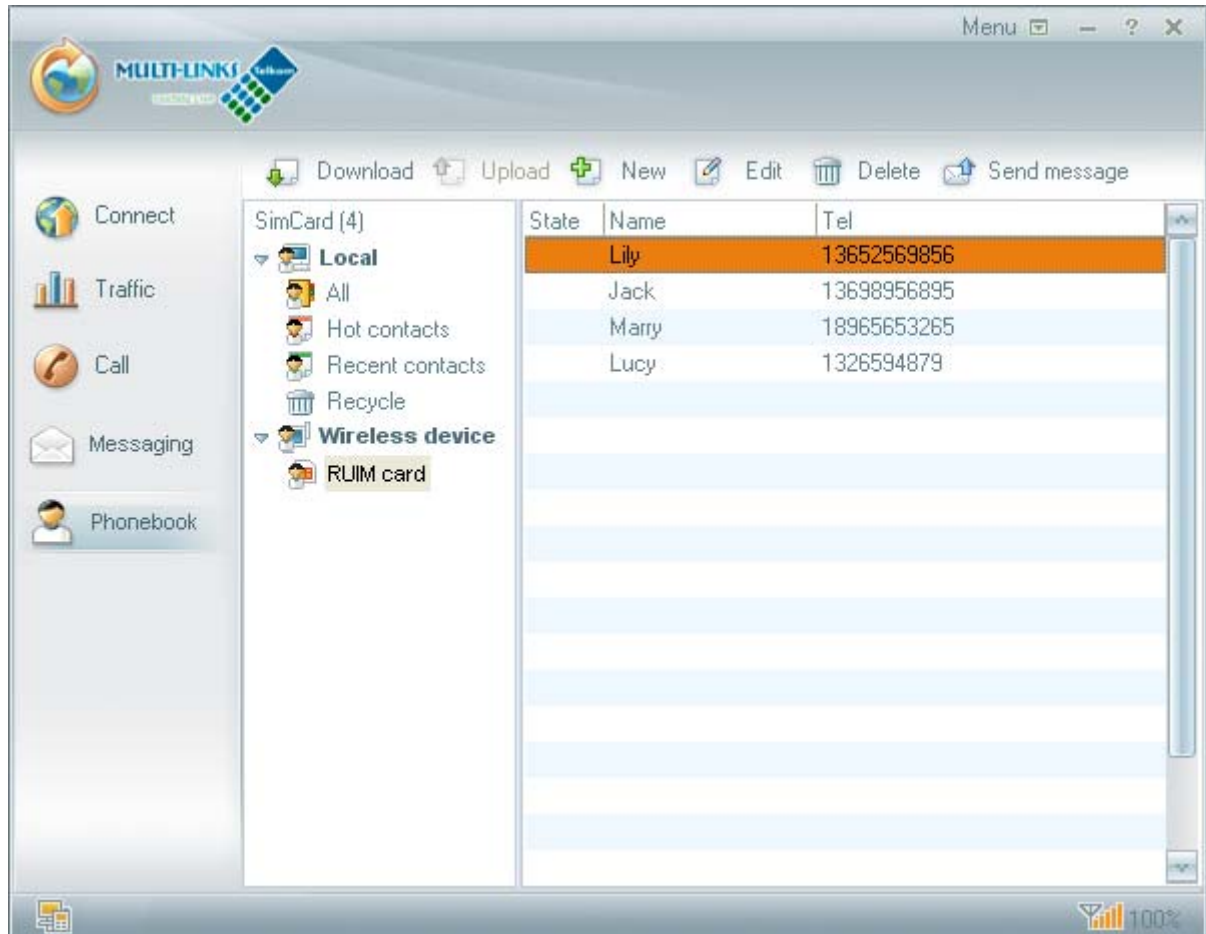 Menu
MULTI-LINKS Telkom
Download Upload New Edit Delete Send message
Connect
Traffic
Call
Messaging
Phonebook
SimCard (4)
Local
All
Hot contacts
Recent contacts
Recycle
Wireless device
RUIM card
State Name Tel
Lily 13652569856
Jack 13698956895
Marry 18965653265
Lucy 1326594879
100%